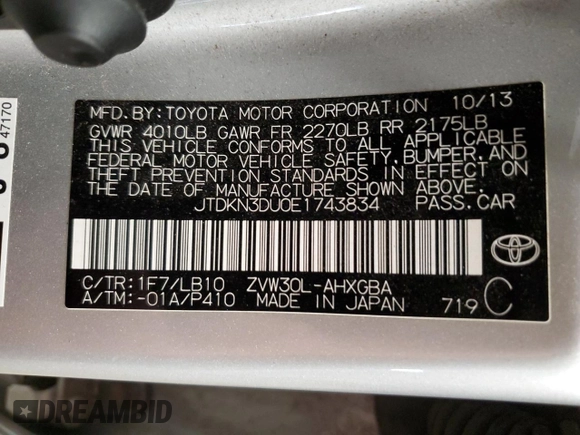 MFD. BY: TOYOTA MOTOR CORPORATION 10/13
GVWR 4010LB GAWR FR 2270LB RR 2175LB
THIS VEHICLE CONFORMS TO ALL APPLICABLE
FEDERAL MOTOR VEHICLE SAFETY, BUMPER, AND
THEFT PREVENTION STANDARDS IN EFFECT ON
THE DATE OF MANUFACTURE SHOWN ABOVE.
JTDKN3DU0E1743834 PASS. CAR
C/TR: 1F7/LB10 ZVW30L-AHXGBA
A/TM: -01A/P410 MADE IN JAPAN 719 C
47170
DREAMBID